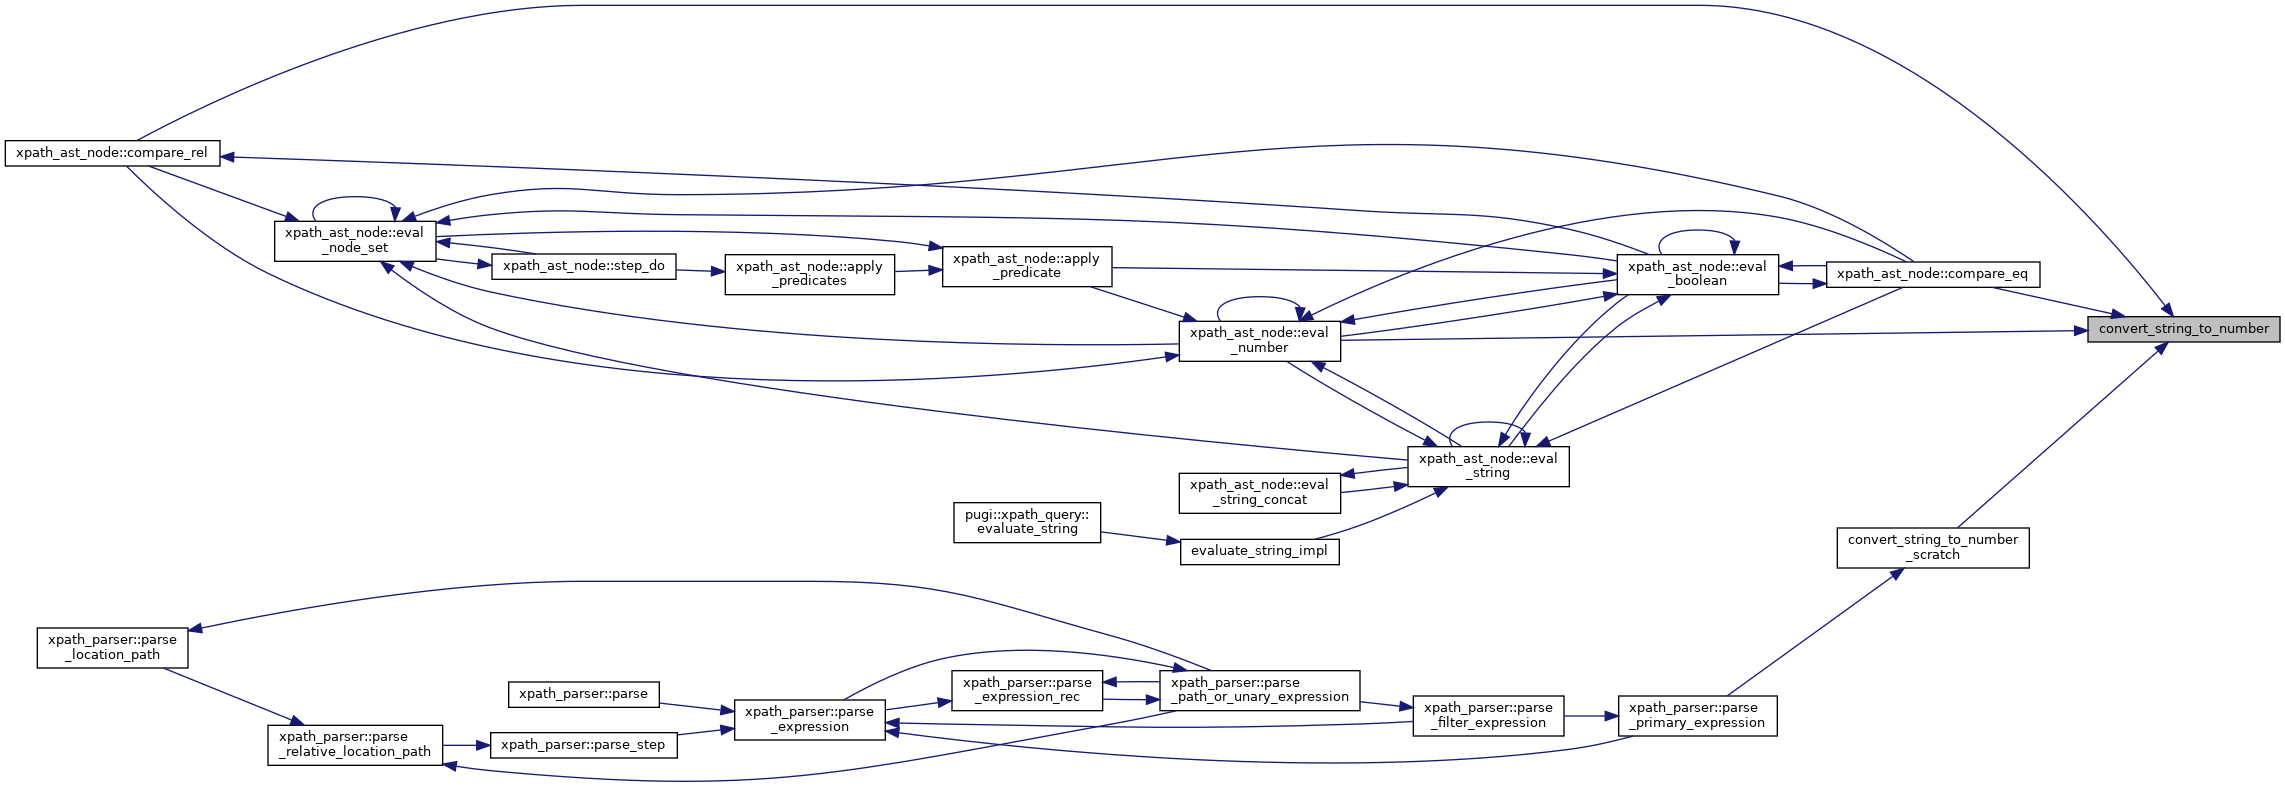 xpath_ast_node::compare_rel
xpath_ast_node::eval
_node_set
xpath_ast_node::step_do
xpath_ast_node::apply
_predicates
xpath_ast_node::apply
_predicate
xpath_ast_node::eval
_number
xpath_ast_node::eval
_boolean
xpath_ast_node::compare_eq
convert_string_to_number
xpath_ast_node::eval
_string
xpath_ast_node::eval
_string_concat
pugi::xpath_query::
evaluate_string
evaluate_string_impl
convert_string_to_number
_scratch
xpath_parser::parse
_location_path
xpath_parser::parse
_relative_location_path
xpath_parser::parse
xpath_parser::parse_step
xpath_parser::parse
_expression
xpath_parser::parse
_expression_rec
xpath_parser::parse
_path_or_unary_expression
xpath_parser::parse
_filter_expression
xpath_parser::parse
_primary_expression